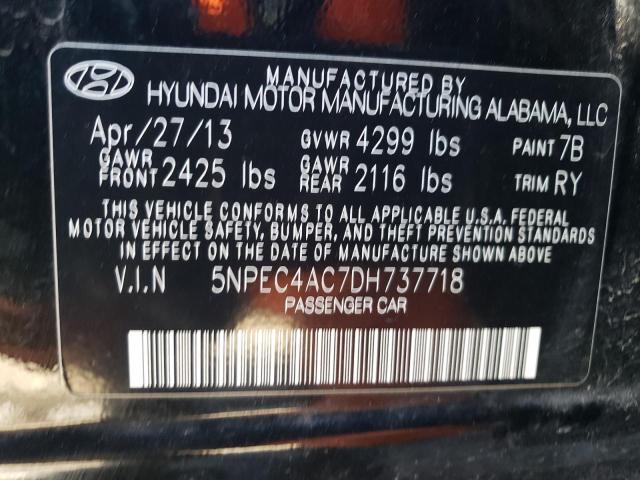 MANUFACTURED BY
HYUNDAI MOTOR MANUFACTURING ALABAMA, LLC
Apr/27/13 GVWR 4299 lbs PAINT 7B
GAWR FRONT 2425 lbs GAWR REAR 2116 lbs TRIM RY
THIS VEHICLE CONFORMS TO ALL APPLICABLE U.S.A. FEDERAL
MOTOR VEHICLE SAFETY, BUMPER, AND THEFT PREVENTION STANDARDS
IN EFFECT ON THE DATE OF MANUFACTURE SHOWN ABOVE
V.I.N 5NPEC4AC7DH737718
PASSENGER CAR